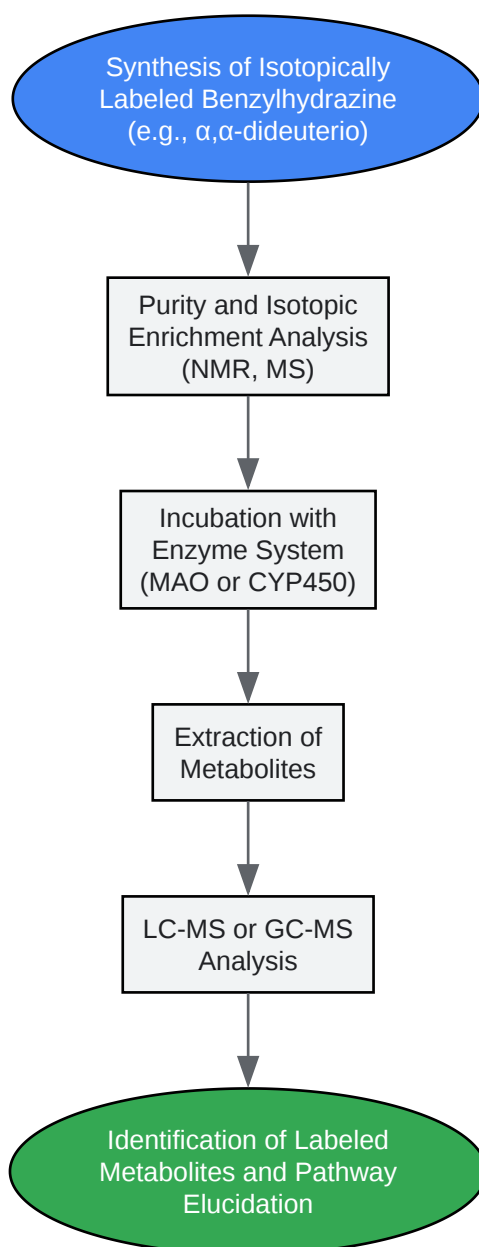 Synthesis of Isotopically
Labeled Benzylhydrazine
(e.g., α,α-dideuterio)
Purity and Isotopic
Enrichment Analysis
(NMR, MS)
Incubation with
Enzyme System
(MAO or CYP450)
Extraction of
Metabolites
LC-MS or GC-MS
Analysis
Identification of Labeled
Metabolites and Pathway
Elucidation